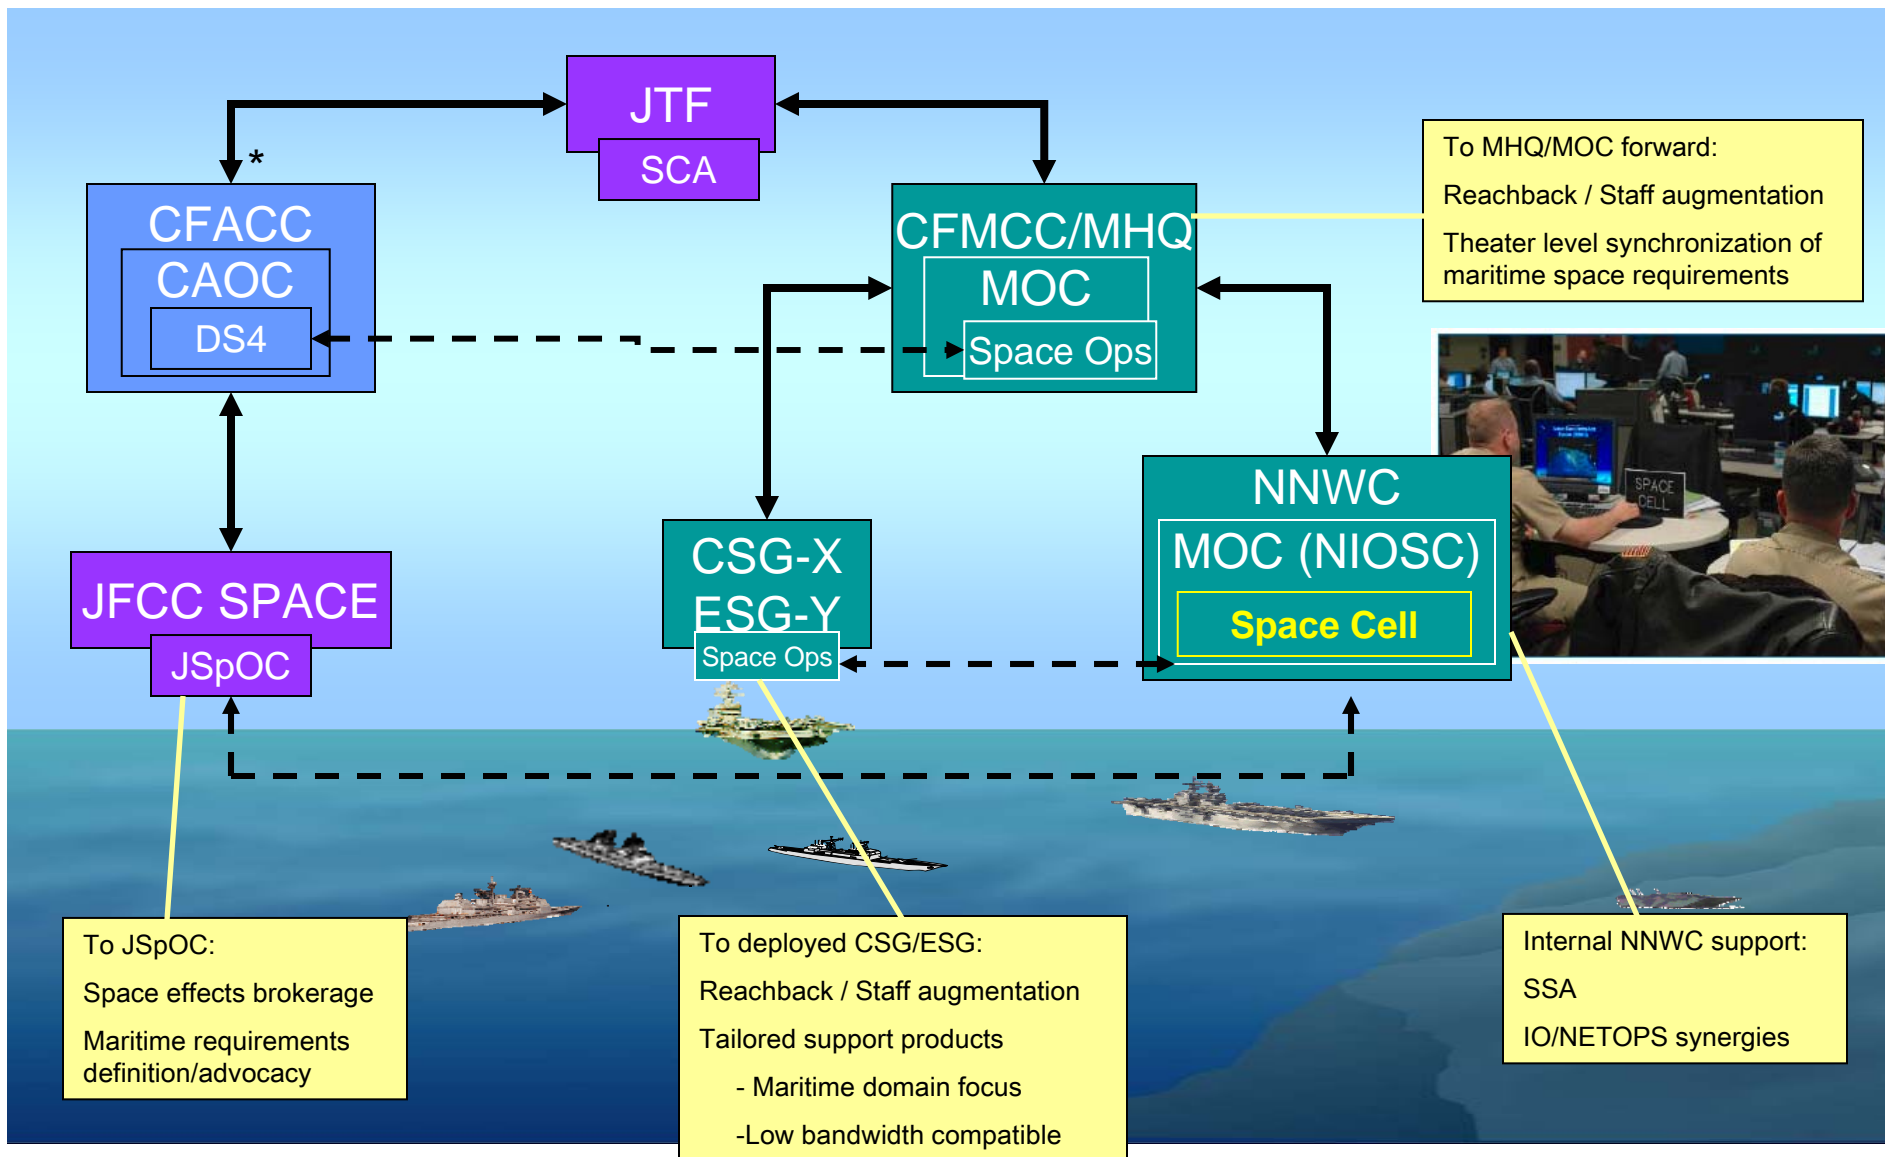 JTF
SCA
*
CFACC
CAOC
DS4
CFMCC/MHQ
MOC
Space Ops
To MHQ/MOC forward:
Reachback / Staff augmentation
Theater level synchronization of
maritime space requirements
SPACE
CELL
JFCC SPACE
JSpOC
CSG-X
ESG-Y
Space Ops
NNWC
MOC (NIOSC)
Space Cell
To JSpOC:
Space effects brokerage
Maritime requirements
definition/advocacy
To deployed CSG/ESG:
Reachback / Staff augmentation
Tailored support products
- Maritime domain focus
-Low bandwidth compatible
Internal NNWC support:
SSA
IO/NETOPS synergies